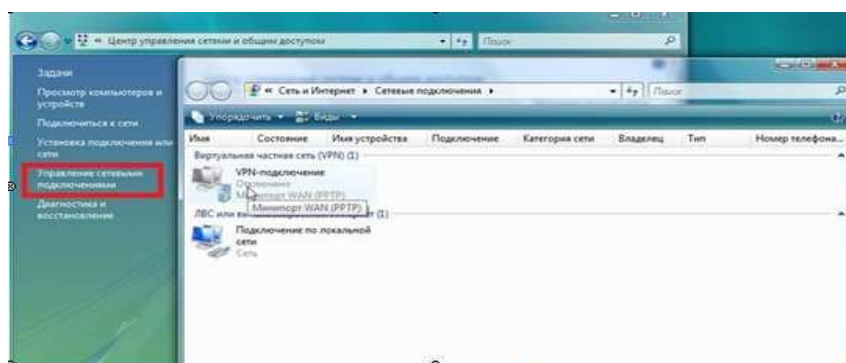 « Центр управления сетями и общим доступом
Поиск
Задачи
Просмотр компьютеров и
устройств
Подключиться к сети
Установка подключения или
сети
Управление сетевыми
подключениями
Диагностика и
восстановление
« Сеть и Интернет ▸ Сетевые подключения ▸
Поиск
Упорядочить Виды
Имя Состояние Имя устройства Подключение Категория сети Владелец Тип Номер телефона...
Виртуальная частная сеть (VPN) (1)
VPN-подключение
Отключено
Минипорт WAN (PPTP)
Минипорт WAN (PPTP)
ЛВС или (1)
Подключение по локальной
сети
Сеть